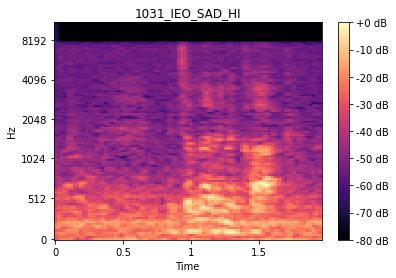 1031_IEO_SAD_HI
Hz
8192
4096
2048
1024
512
0
0
0.5
1
1.5
Time
+0 dB
-10 dB
-20 dB
-30 dB
-40 dB
-50 dB
-60 dB
-70 dB
-80 dB